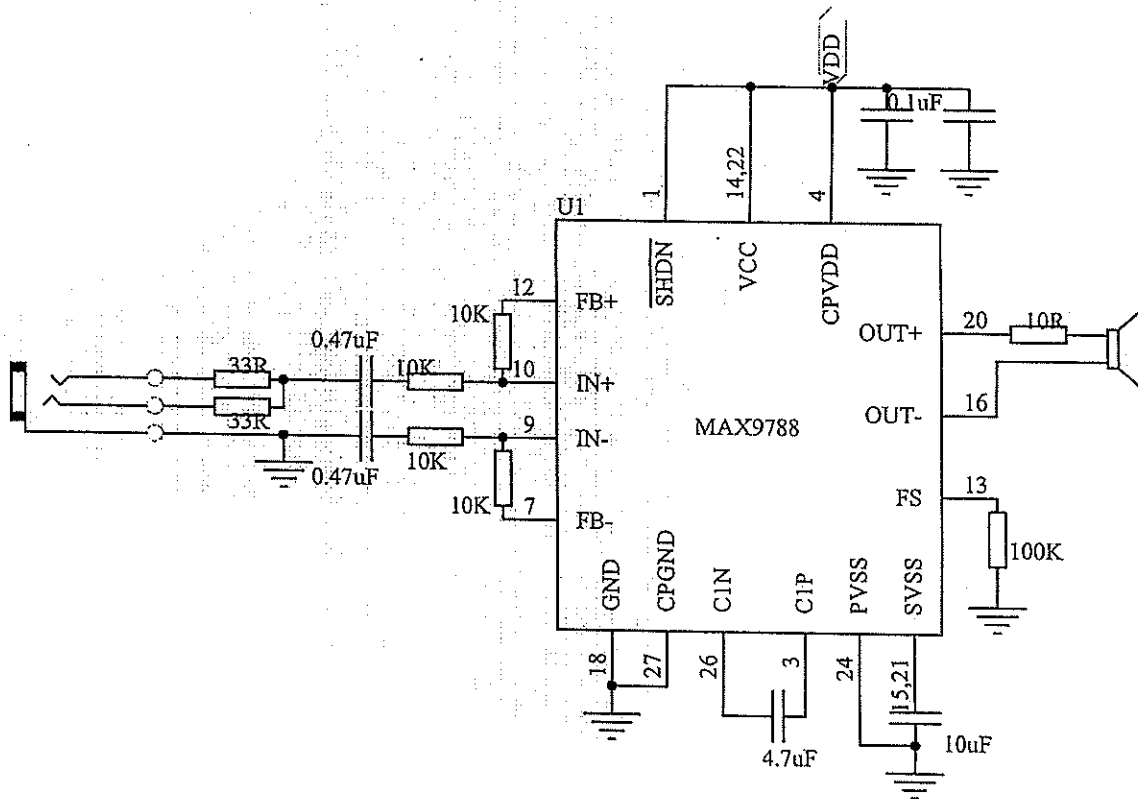 VDD
0.1uF
1
14,22
4
U1
SHDN
VCC
CPVDD
12
FB+
10K
0.47uF
33R
10K
10
IN+
33R
9
IN-
10K
0.47uF
10K
7
FB-
MAX9788
OUT+
20
10R
OUT-
16
FS
13
100K
GND
CPGND
C1N
C1P
PVSS
SVSS
18
27
26
3
24
15,21
4.7uF
10uF